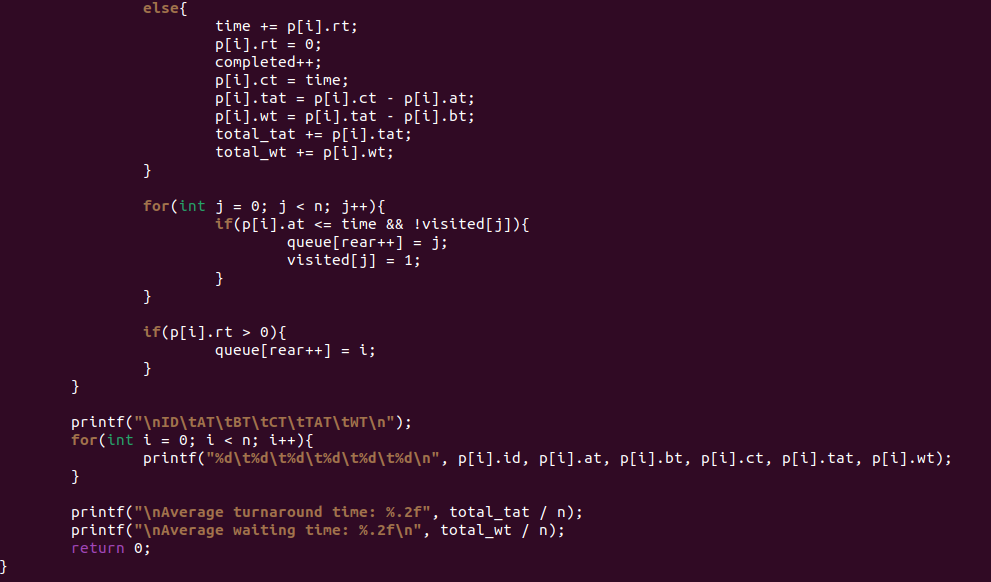 else{
time += p[i].rt;
p[i].rt = 0;
completed++;
p[i].ct = time;
p[i].tat = p[i].ct - p[i].at;
p[i].wt = p[i].tat - p[i].bt;
total_tat += p[i].tat;
total_wt += p[i].wt;
}
for(int j = 0; j < n; j++){
if(p[i].at <= time && !visited[j]){
queue[rear++] = j;
visited[j] = 1;
}
}
if(p[i].rt > 0){
queue[rear++] = i;
}
}
printf("\nID\tAT\tBT\tCT\tTAT\tWT\n");
for(int i = 0; i < n; i++){
printf("%d\t%d\t%d\t%d\t%d\t%d\n", p[i].id, p[i].at, p[i].bt, p[i].ct, p[i].tat, p[i].wt);
}
printf("\nAverage turnaround time: %.2f", total_tat / n);
printf("\nAverage waiting time: %.2f\n", total_wt / n);
return 0;
}